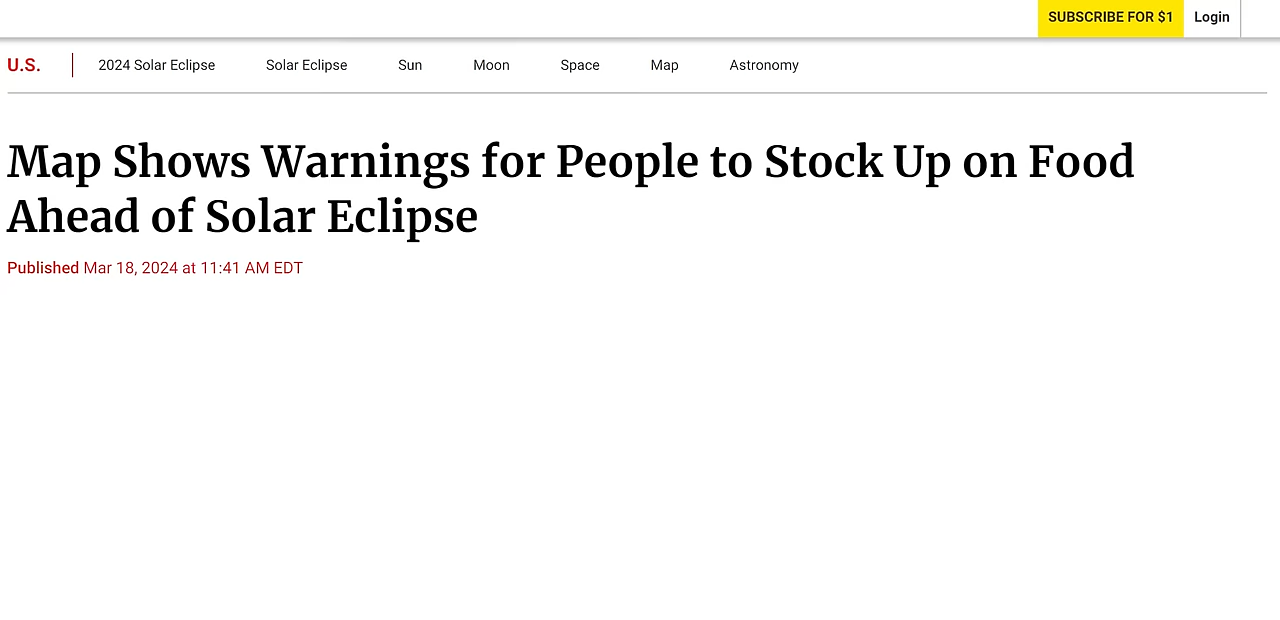 SUBSCRIBE FOR $1 Login
U.S. 2024 Solar Eclipse Solar Eclipse Sun Moon Space Map Astronomy
Map Shows Warnings for People to Stock Up on Food
Ahead of Solar Eclipse
Published Mar 18, 2024 at 11:41 AM EDT